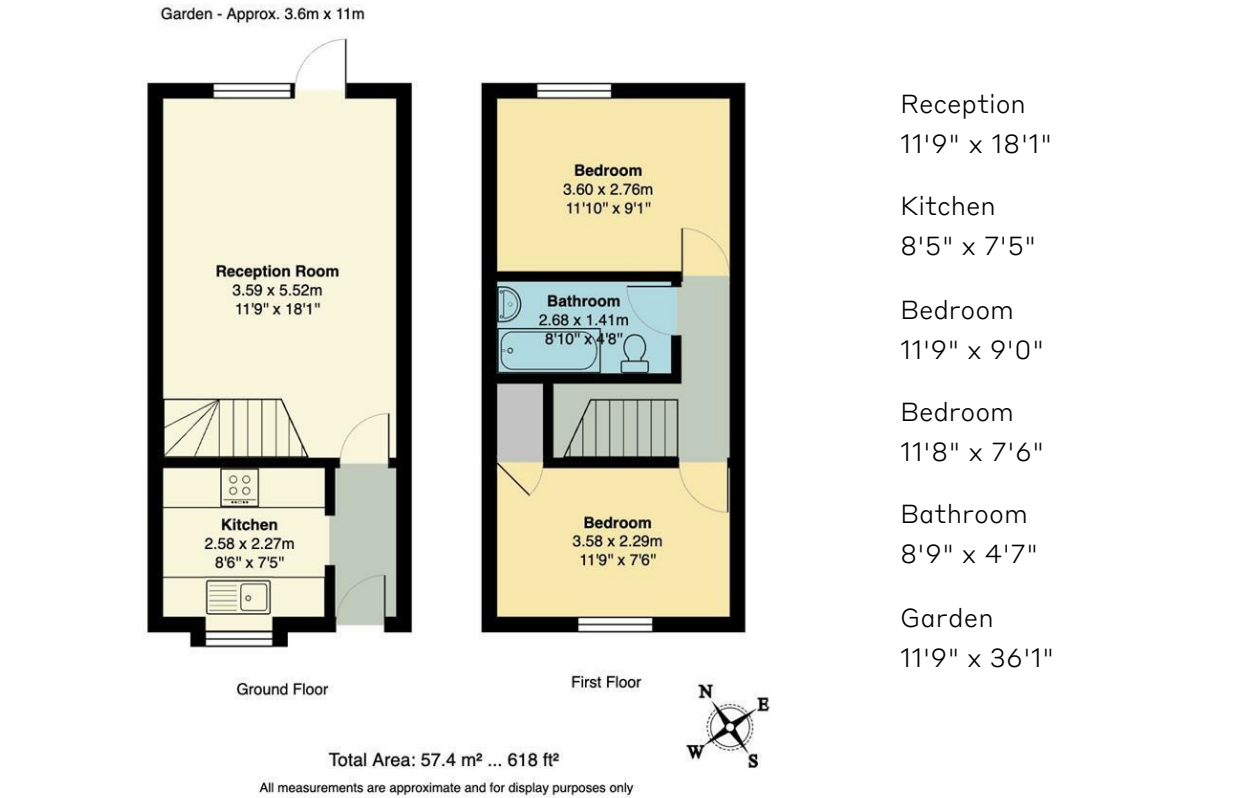 Garden - Approx. 3.6m x 11m
Reception Room
3.59 x 5.52m
11'9" x 18'1"
Kitchen
2.58 x 2.27m
8'6" x 7'5"
Ground Floor
Bedroom
3.60 x 2.76m
11'10" x 9'1"
Bathroom
2.68 x 1.41m
8'10" x 4'8"
Bedroom
3.58 x 2.29m
11'9" x 7'6"
First Floor
N
E
W
S
Total Area: 57.4 m² ... 618 ft²
All measurements are approximate and for display purposes only
Reception
11'9" x 18'1"
Kitchen
8'5" x 7'5"
Bedroom
11'9" x 9'0"
Bedroom
11'8" x 7'6"
Bathroom
8'9" x 4'7"
Garden
11'9" x 36'1"